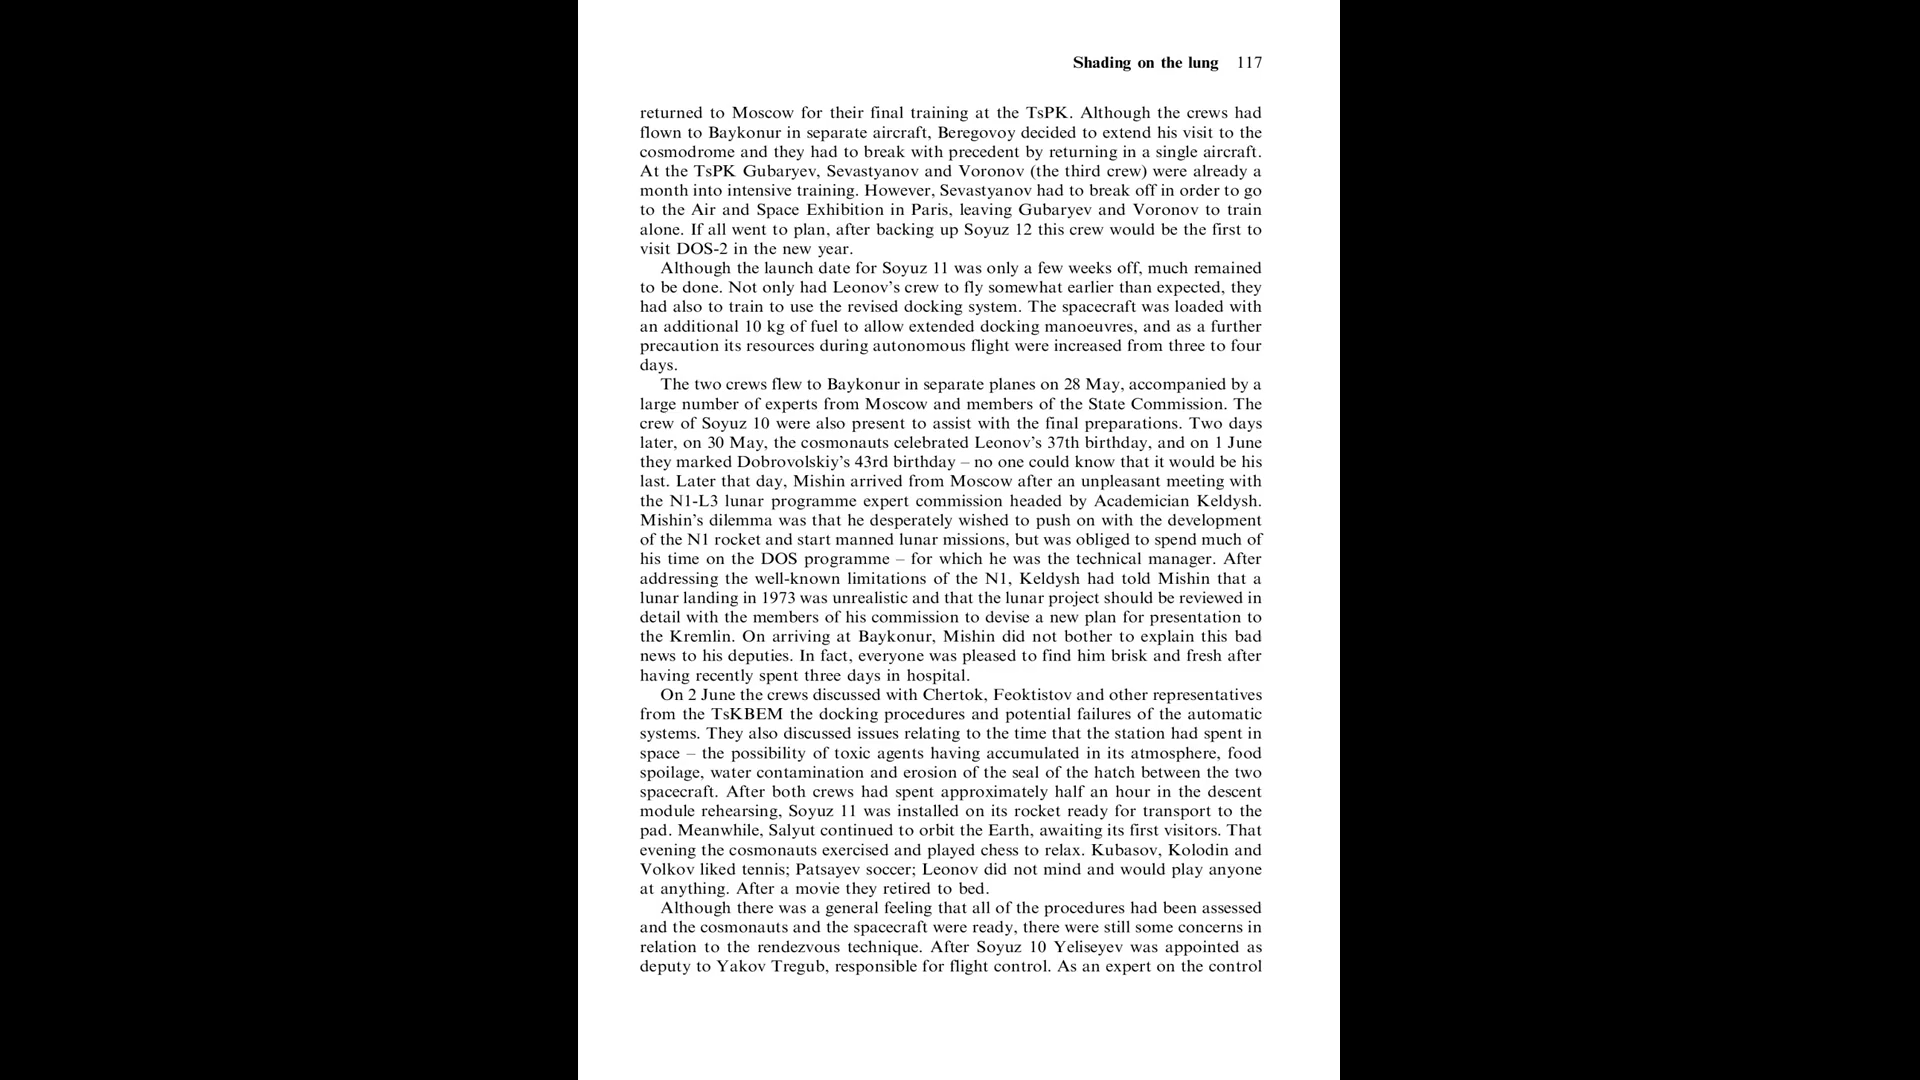 Shading on the lung 117
returned to Moscow for their final training at the TsPK. Although the crews had
flown to Baykonur in separate aircraft, Beregovoy decided to extend his visit to the
cosmodrome and they had to break with precedent by returning in a single aircraft.
At the TsPK Gubaryev, Sevastyanov and Voronov (the third crew) were already a
month into intensive training. However, Sevastyanov had to break off in order to go
to the Air and Space Exhibition in Paris, leaving Gubaryev and Voronov to train
alone. If all went to plan, after backing up Soyuz 12 this crew would be the first to
visit DOS-2 in the new year.
Although the launch date for Soyuz 11 was only a few weeks off, much remained
to be done. Not only had Leonov's crew to fly somewhat earlier than expected, they
had also to train to use the revised docking system. The spacecraft was loaded with
an additional 10 kg of fuel to allow extended docking manoeuvres, and as a further
precaution its resources during autonomous flight were increased from three to four
days.
The two crews flew to Baykonur in separate planes on 28 May, accompanied by a
large number of experts from Moscow and members of the State Commission. The
crew of Soyuz 10 were also present to assist with the final preparations. Two days
later, on 30 May, the cosmonauts celebrated Leonov's 37th birthday, and on 1 June
they marked Dobrovolskiy's 43rd birthday – no one could know that it would be his
last. Later that day, Mishin arrived from Moscow after an unpleasant meeting with
the N1-L3 lunar programme expert commission headed by Academician Keldysh.
Mishin's dilemma was that he desperately wished to push on with the development
of the N1 rocket and start manned lunar missions, but was obliged to spend much of
his time on the DOS programme – for which he was the technical manager. After
addressing the well-known limitations of the N1, Keldysh had told Mishin that a
lunar landing in 1973 was unrealistic and that the lunar project should be reviewed in
detail with the members of his commission to devise a new plan for presentation to
the Kremlin. On arriving at Baykonur, Mishin did not bother to explain this bad
news to his deputies. In fact, everyone was pleased to find him brisk and fresh after
having recently spent three days in hospital.
On 2 June the crews discussed with Chertok, Feoktistov and other representatives
from the TsKBEM the docking procedures and potential failures of the automatic
systems. They also discussed issues relating to the time that the station had spent in
space – the possibility of toxic agents having accumulated in its atmosphere, food
spoilage, water contamination and erosion of the seal of the hatch between the two
spacecraft. After both crews had spent approximately half an hour in the descent
module rehearsing, Soyuz 11 was installed on its rocket ready for transport to the
pad. Meanwhile, Salyut continued to orbit the Earth, awaiting its first visitors. That
evening the cosmonauts exercised and played chess to relax. Kubasov, Kolodin and
Volkov liked tennis; Patsayev soccer; Leonov did not mind and would play anyone
at anything. After a movie they retired to bed.
Although there was a general feeling that all of the procedures had been assessed
and the cosmonauts and the spacecraft were ready, there were still some concerns in
relation to the rendezvous technique. After Soyuz 10 Yeliseyev was appointed as
deputy to Yakov Tregub, responsible for flight control. As an expert on the control